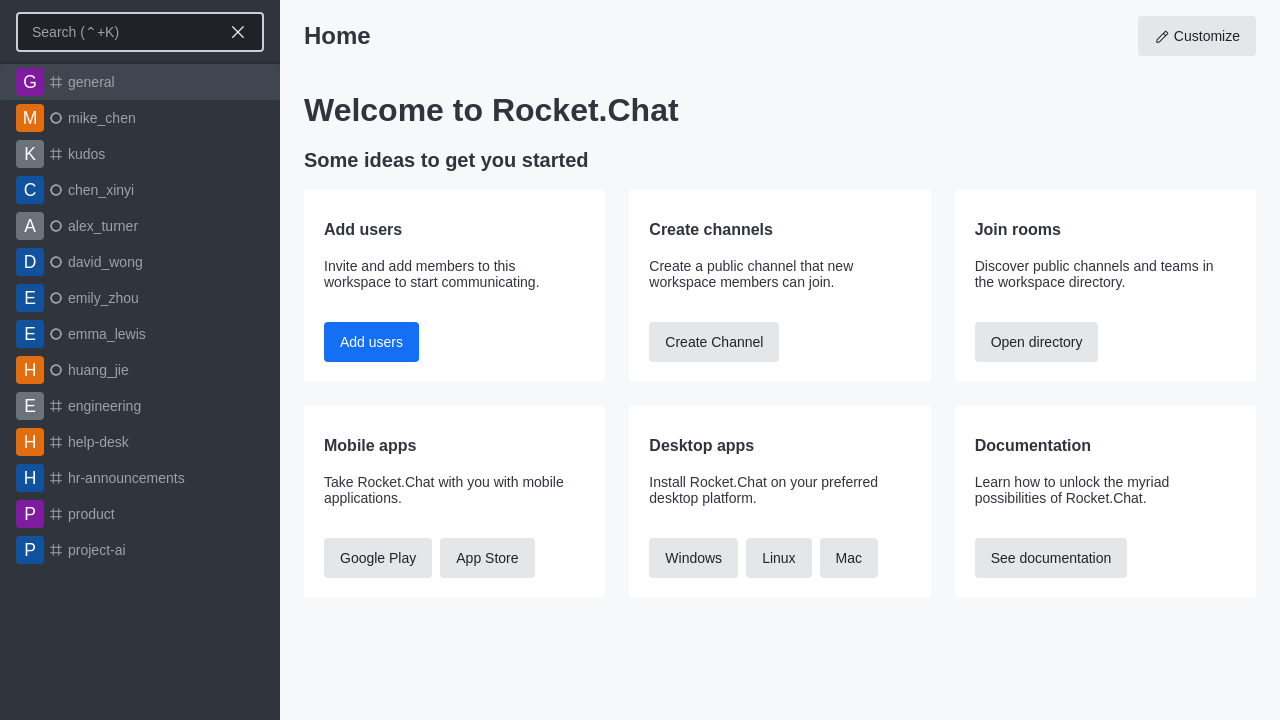 Search (⌃+K)
G general
M mike_chen
K kudos
C chen_xinyi
A alex_turner
D david_wong
E emily_zhou
E emma_lewis
H huang_jie
E engineering
H help-desk
H hr-announcements
P product
P project-ai
Home
Customize
Welcome to Rocket.Chat
Some ideas to get you started
Add users
Invite and add members to this
workspace to start communicating.
Add users
Create channels
Create a public channel that new
workspace members can join.
Create Channel
Join rooms
Discover public channels and teams in
the workspace directory.
Open directory
Mobile apps
Take Rocket.Chat with you with mobile
applications.
Google Play App Store
Desktop apps
Install Rocket.Chat on your preferred
desktop platform.
Windows Linux Mac
Documentation
Learn how to unlock the myriad
possibilities of Rocket.Chat.
See documentation